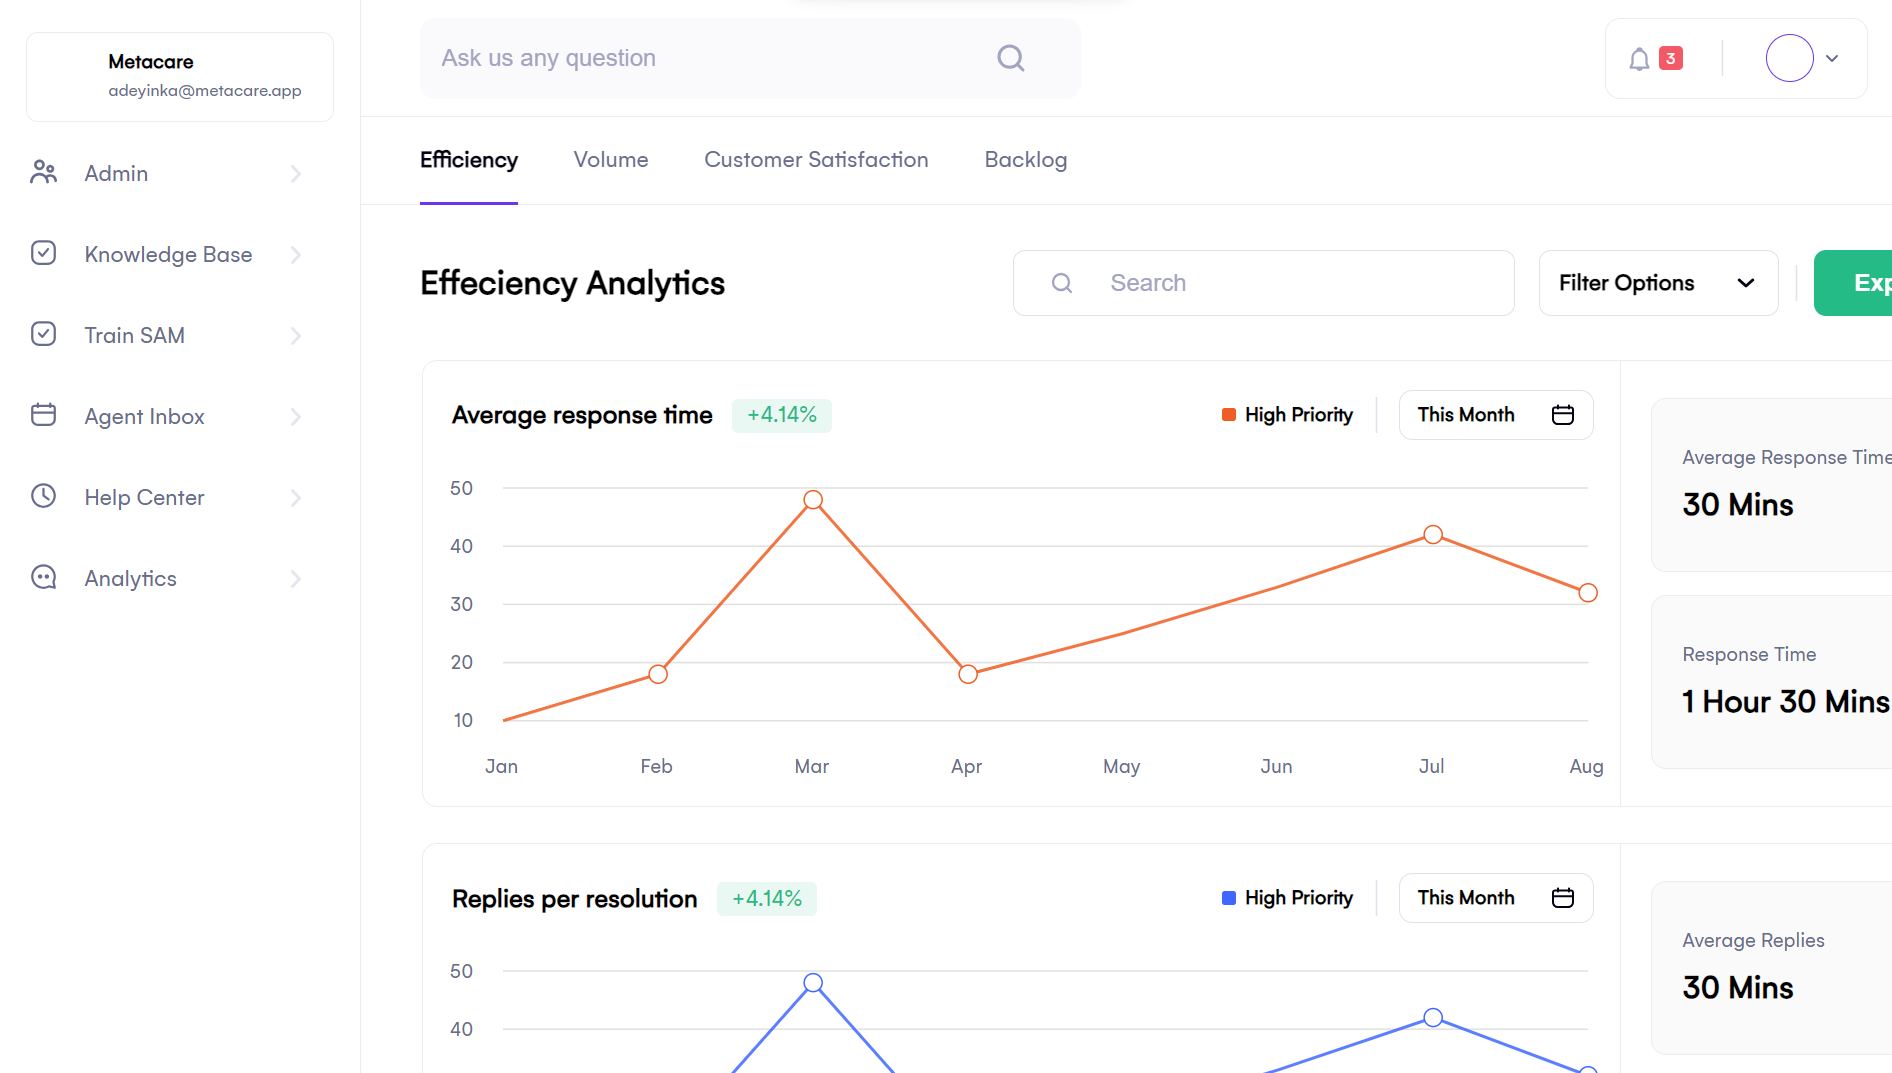 Metacare
adeyinka@metacare.app
Admin
Knowledge Base
Train SAM
Agent Inbox
Help Center
Analytics
Ask us any question
3
Efficiency
Volume
Customer Satisfaction
Backlog
Effeciency Analytics
Search
Filter Options
Exp
Average response time
+4.14%
High Priority
This Month
50
40
30
20
10
Jan
Feb
Mar
Apr
May
Jun
Jul
Aug
Average Response Time
30 Mins
Response Time
1 Hour 30 Mins
Replies per resolution
+4.14%
High Priority
This Month
50
40
Average Replies
30 Mins